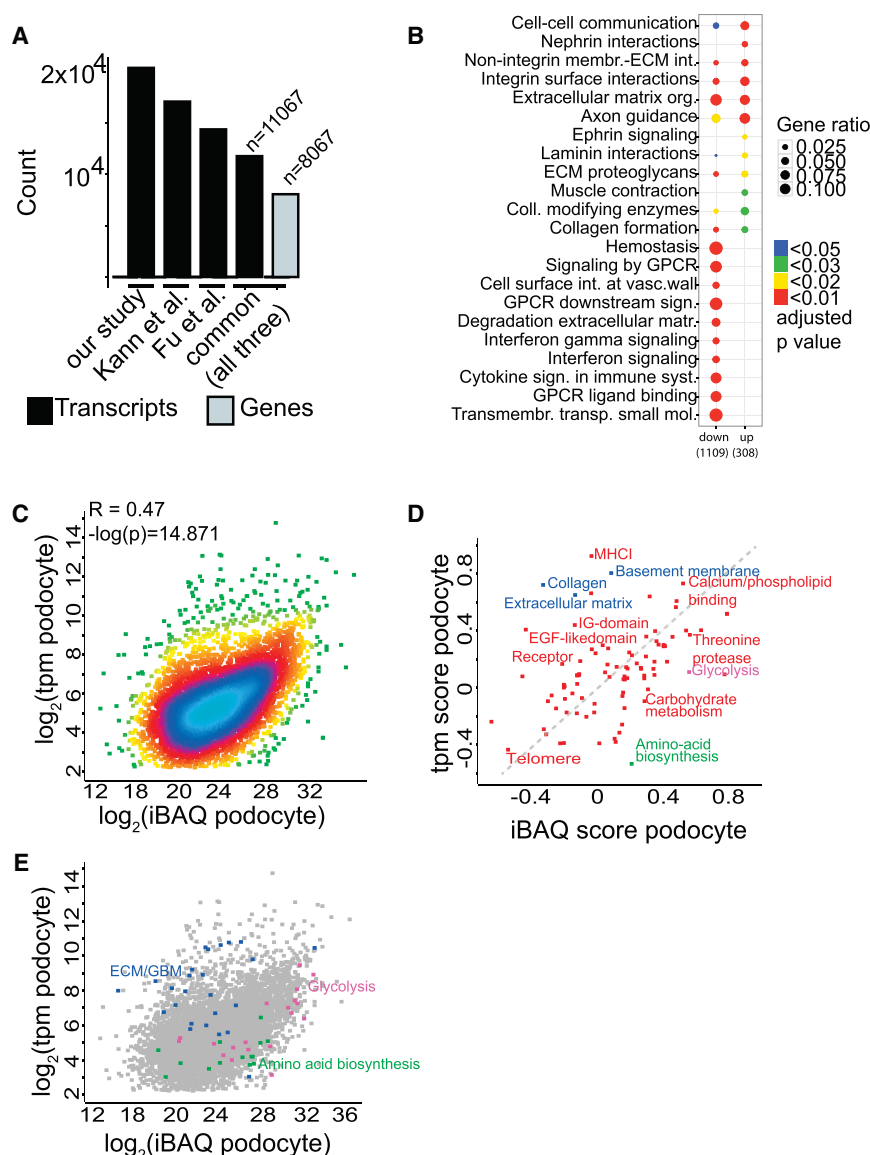 A
2x10⁴
10⁴
Count
n=11067
n=8067
our study
Kann et al.
Fu et al.
common
(all three)
Transcripts
Genes
B
Cell-cell communication
Nephrin interactions
Non-integrin membr.-ECM int.
Integrin surface interactions
Extracellular matrix org.
Axon guidance
Ephrin signaling
Laminin interactions
ECM proteoglycans
Muscle contraction
Coll. modifying enzymes
Collagen formation
Hemostasis
Signaling by GPCR
Cell surface int. at vasc.wall
GPCR downstream sign.
Degradation extracellular matr.
Interferon gamma signaling
Interferon signaling
Cytokine sign. in immune syst.
GPCR ligand binding
Transmembr. transp. small mol.
down
(1109)
up
(308)
Gene ratio
0.025
0.050
0.075
0.100
<0.05
<0.03
<0.02
<0.01
adjusted
p value
C
R = 0.47
-log(p)=14.871
log₂(tpm podocyte)
14
12
10
8
6
4
2
12 16 20 24 28 32
log₂(iBAQ podocyte)
D
tpm score podocyte
0.8
0.4
0
-0.4
MHCI
Basement membrane
Collagen
Calcium/phospholipid
binding
Extracellular matrix
IG-domain
EGF-likedomain
Threonine
protease
Receptor
Glycolysis
Carbohydrate
metabolism
Amino-acid
biosynthesis
Telomere
-0.4 0 0.4 0.8
iBAQ score podocyte
E
log₂(tpm podocyte)
14
12
10
8
6
4
2
ECM/GBM
Glycolysis
Amino acid biosynthesis
12 16 20 24 28 32 36
log₂(iBAQ podocyte)